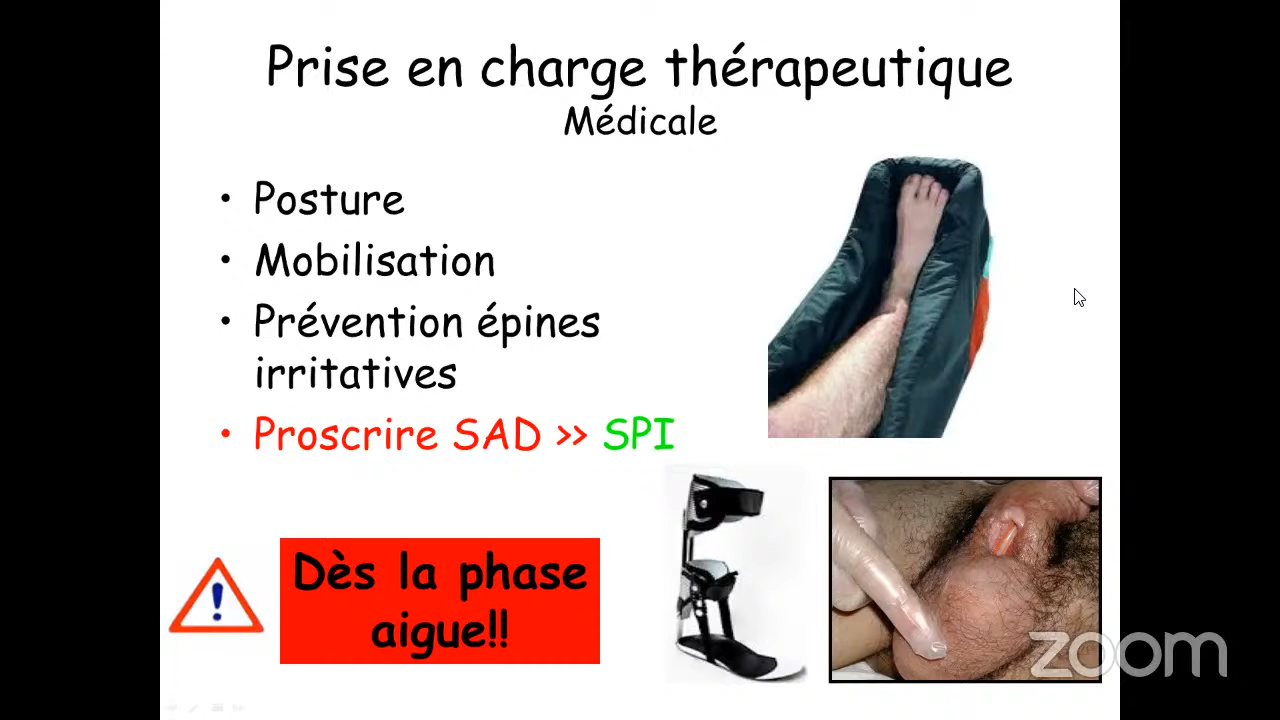 Prise en charge thérapeutique
Médicale
• Posture
• Mobilisation
• Prévention épines
irritatives
• Proscrire SAD >> SPI
Dès la phase
aigue!!
zoom